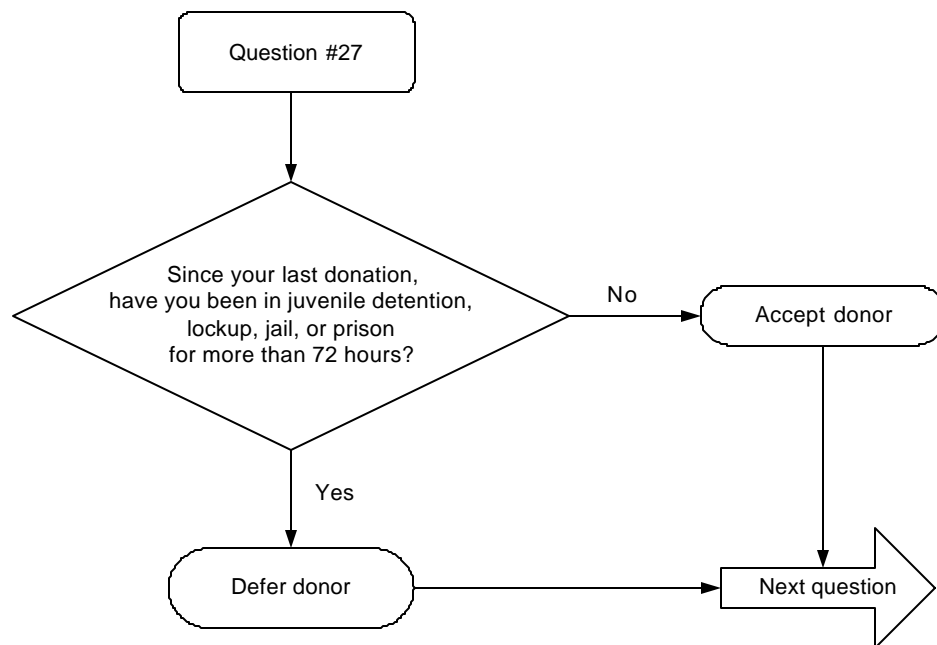 Question #27
Since your last donation,
have you been in juvenile detention,
lockup, jail, or prison
for more than 72 hours?
No
Accept donor
Yes
Defer donor
Next question